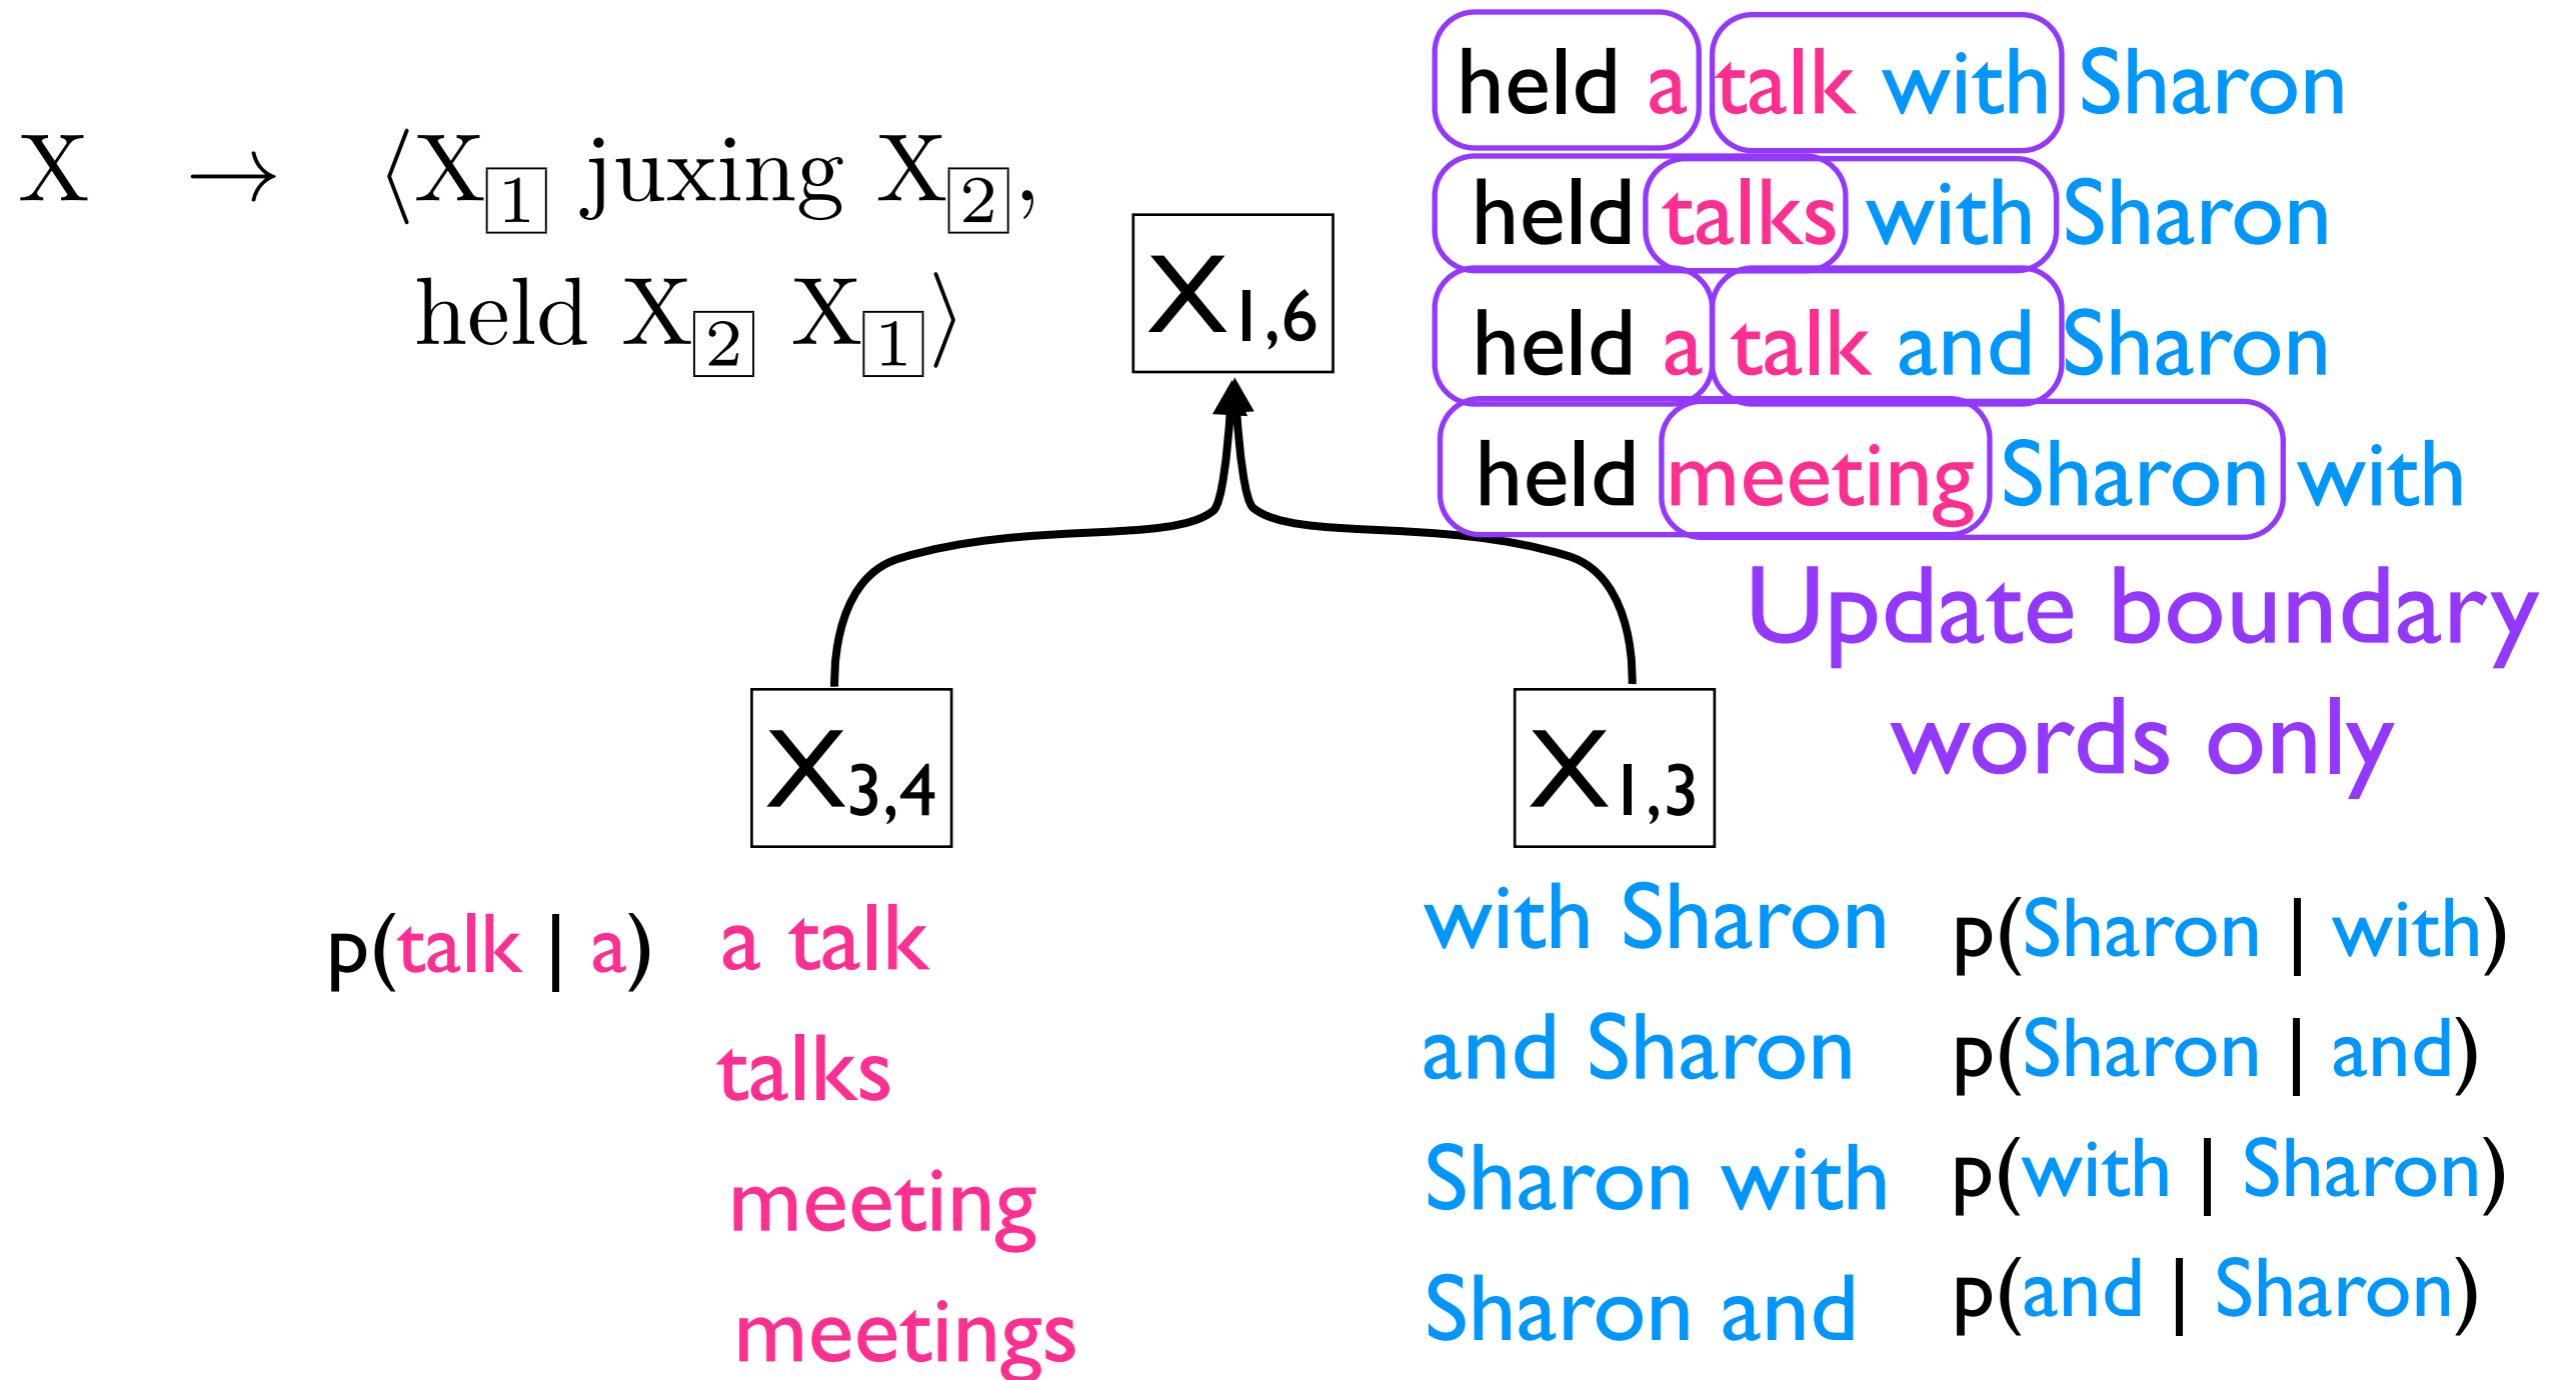 X → ⟨X1 juxing X2,
held X2 X1⟩
X1,6
held a talk with Sharon
held talks with Sharon
held a talk and Sharon
held meeting Sharon with
Update boundary
words only
X3,4
X1,3
p(talk | a) a talk
talks
meeting
meetings
with Sharon p(Sharon | with)
and Sharon p(Sharon | and)
Sharon with p(with | Sharon)
Sharon and p(and | Sharon)